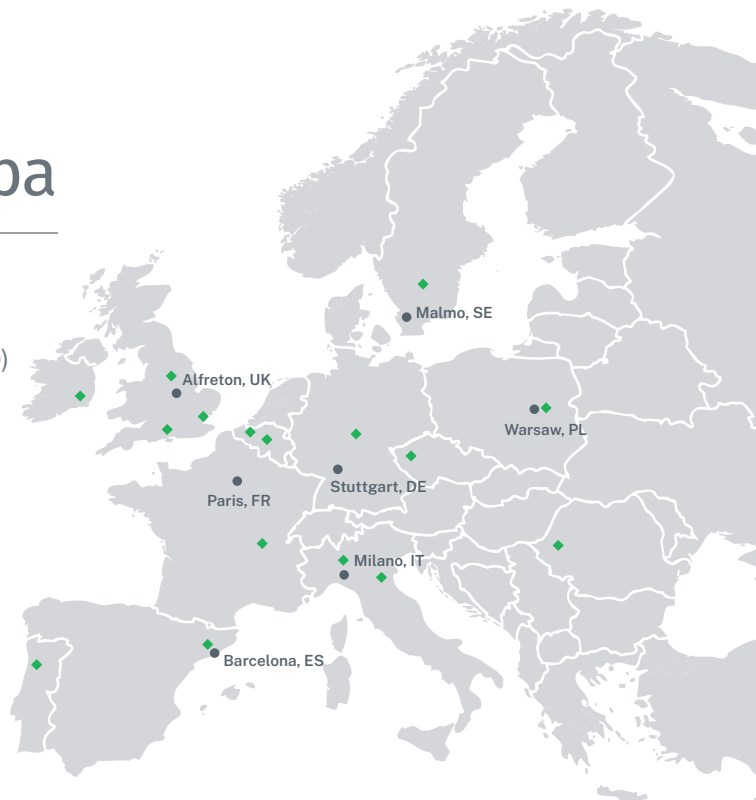 pa
)
Malmo, SE
Alfreton, UK
Warsaw, PL
Stuttgart, DE
Paris, FR
Milano, IT
Barcelona, ES